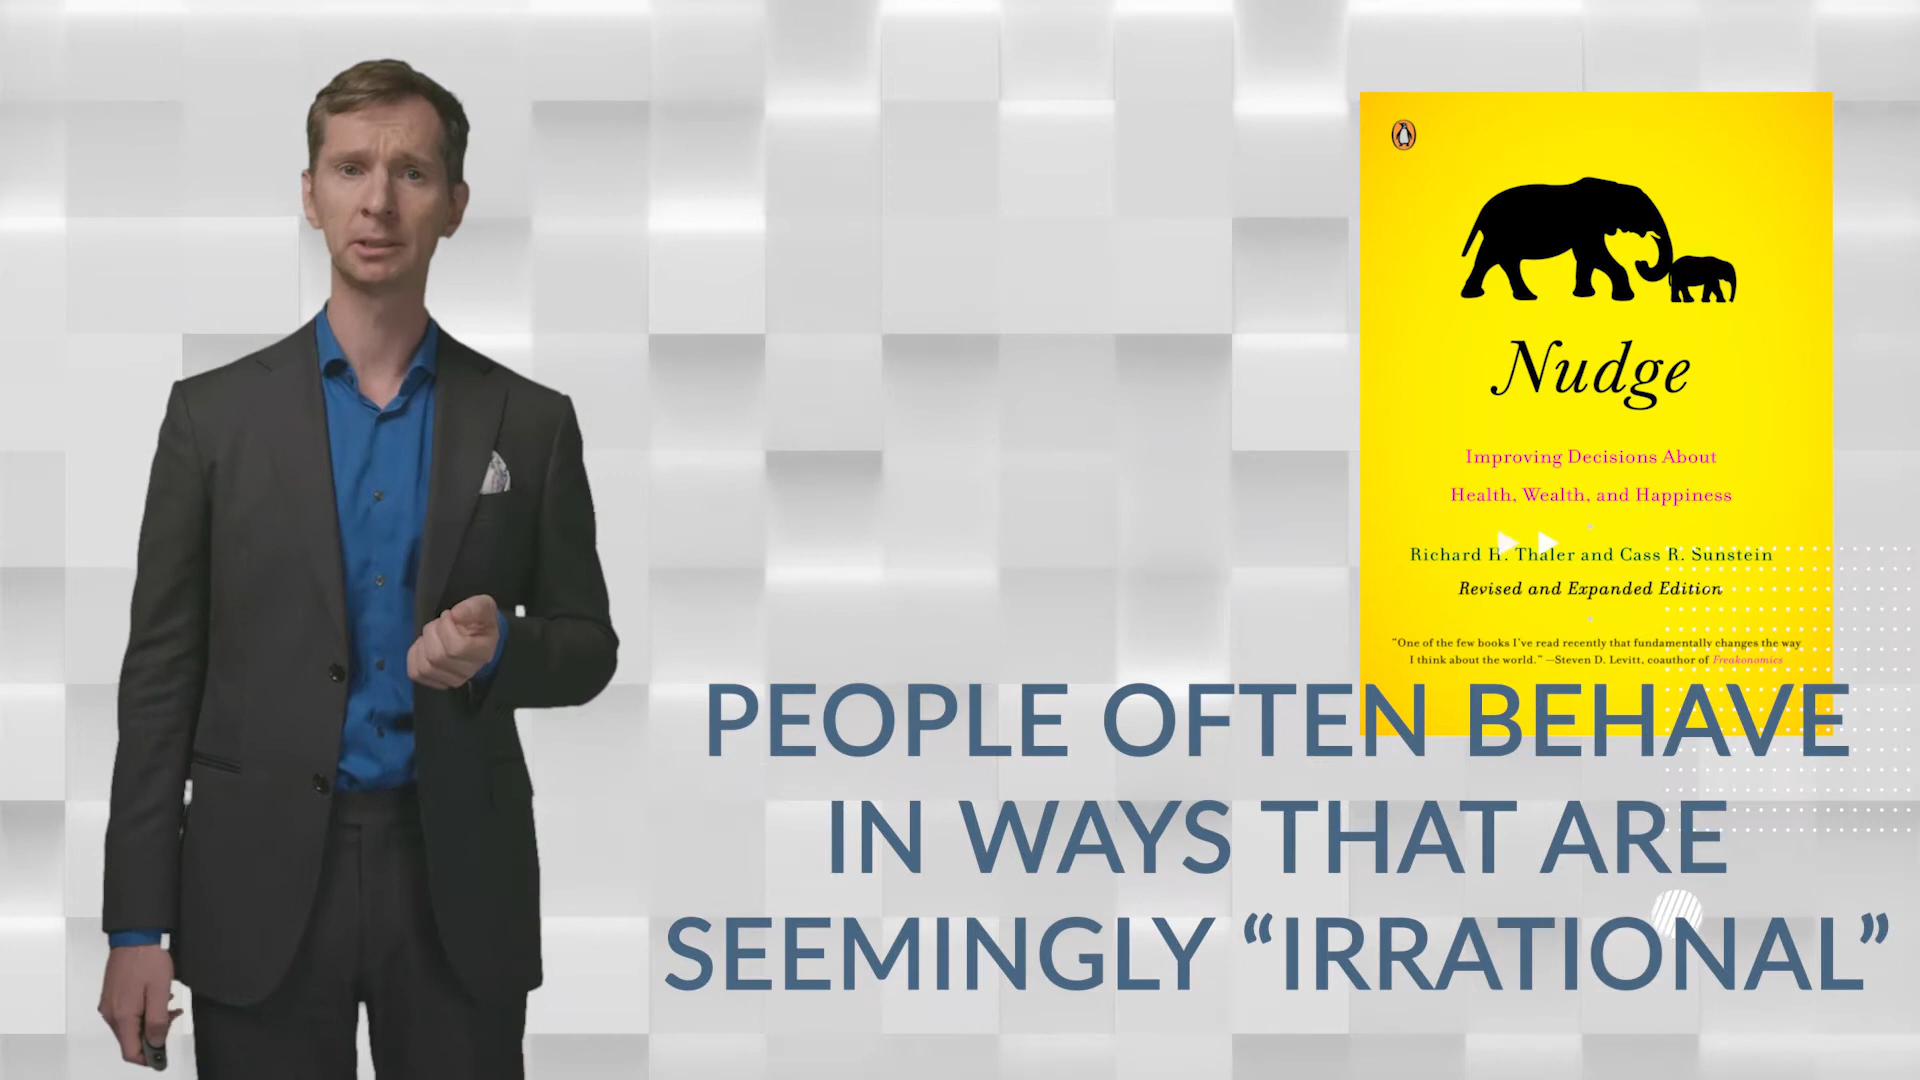 Nudge
Improving Decisions About
Health, Wealth, and Happiness
Richard H. Thaler and Cass R. Sunstein
Revised and Expanded Edition
“One of the few books I’ve read recently that fundamentally changes the way
I think about the world.” —Steven D. Levitt, coauthor of Freakonomics
PEOPLE OFTEN BEHAVE
IN WAYS THAT ARE
SEEMINGLY “IRRATIONAL”